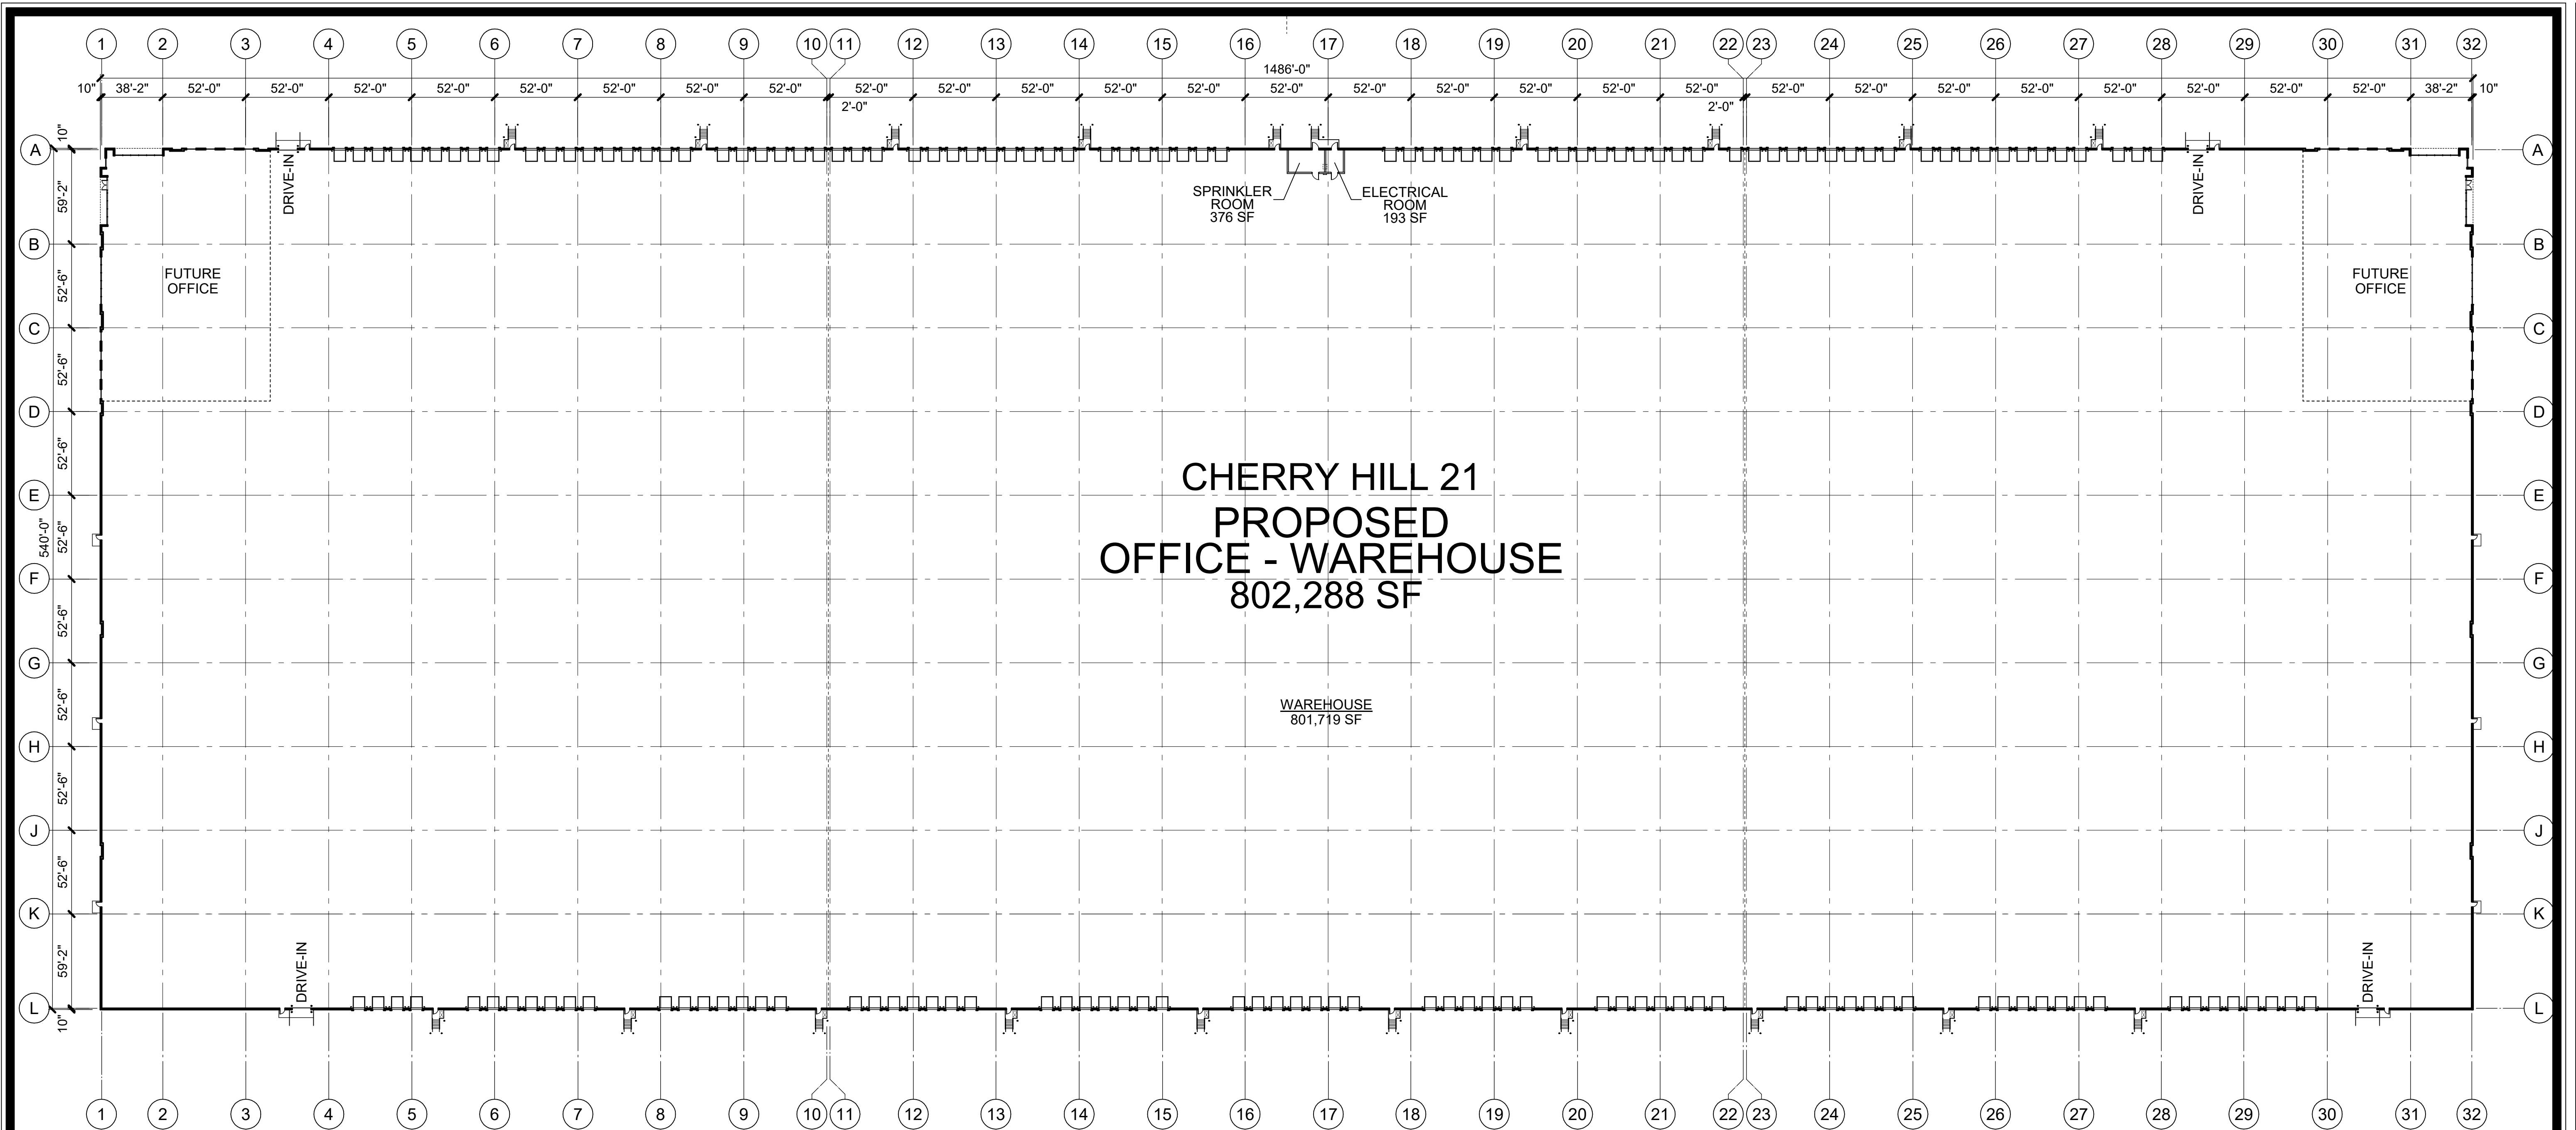 1 2 3 4 5 6 7 8 9 10 11 12 13 14 15 16 17 18 19 20 21 22 23 24 25 26 27 28 29 30 31 32
1486'-0"
10" 38'-2" 52'-0" 52'-0" 52'-0" 52'-0" 52'-0" 52'-0" 52'-0" 52'-0" 52'-0" 52'-0" 52'-0" 52'-0" 52'-0" 52'-0" 52'-0" 52'-0" 52'-0" 52'-0" 52'-0" 52'-0" 52'-0" 52'-0" 52'-0" 52'-0" 52'-0" 52'-0" 38'-2" 10"
2'-0" 2'-0"
10"
A A
DRIVE-IN DRIVE-IN
59'-2"
SPRINKLER
ROOM
376 SF
ELECTRICAL
ROOM
193 SF
B B
FUTURE
OFFICE
FUTURE
OFFICE
52'-6"
C C
52'-6"
D D
52'-6"
CHERRY HILL 21
E E
PROPOSED
540'-0" 52'-6"
OFFICE - WAREHOUSE
F F
802,288 SF
52'-6"
G G
52'-6"
WAREHOUSE
801,719 SF
H H
52'-6"
J J
52'-6"
K K
59'-2"
DRIVE-IN DRIVE-IN
L L
10"
1 2 3 4 5 6 7 8 9 10 11 12 13 14 15 16 17 18 19 20 21 22 23 24 25 26 27 28 29 30 31 32